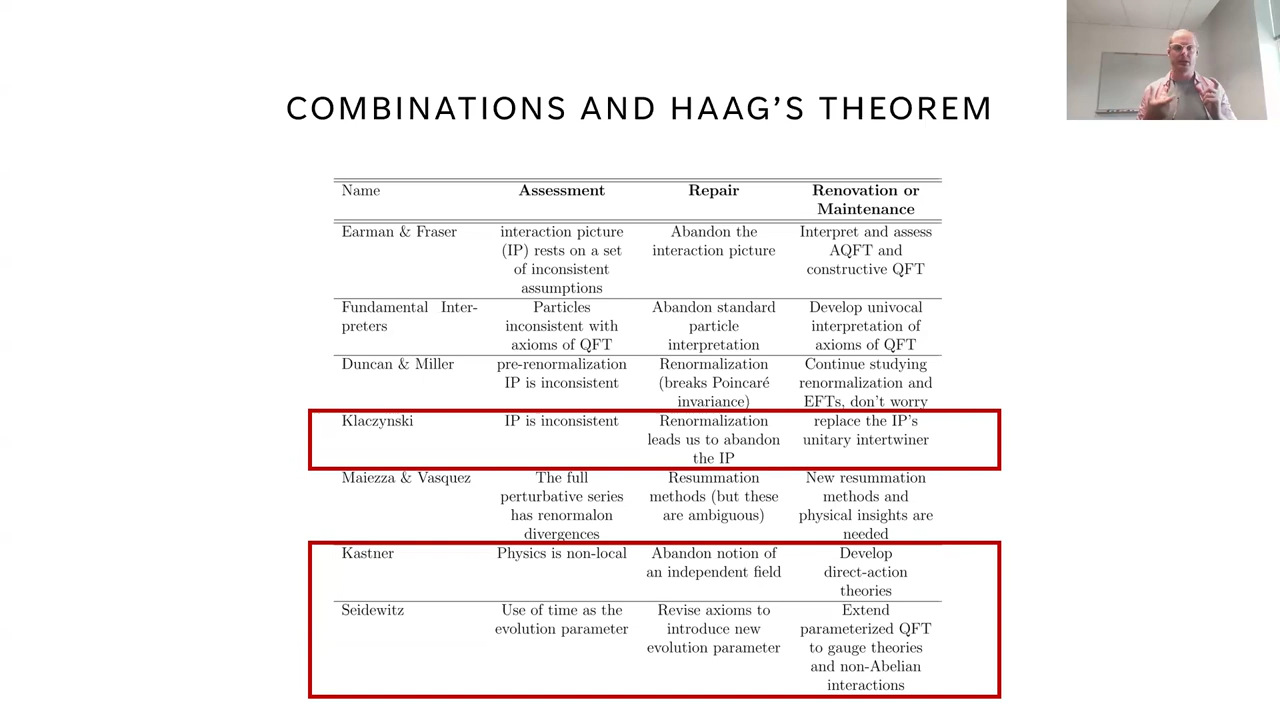 COMBINATIONS AND HAAG'S THEOREM
Name Assessment Repair Renovation or
Maintenance
Earman & Fraser interaction picture Abandon the Interpret and assess
(IP) rests on a set interaction picture AQFT and
of inconsistent constructive QFT
assumptions
Fundamental Inter- Particles Abandon standard Develop univocal
preters inconsistent with particle interpretation of
axioms of QFT interpretation axioms of QFT
Duncan & Miller pre-renormalization Renormalization Continue studying
IP is inconsistent (breaks Poincaré renormalization and
invariance) EFTs, don't worry
Klaczynski IP is inconsistent Renormalization replace the IP's
leads us to abandon unitary intertwiner
the IP
Maiezza & Vasquez The full Resummation New resummation
perturbative series methods (but these methods and
has renormalon are ambiguous) physical insights are
divergences needed
Kastner Physics is non-local Abandon notion of Develop
an independent field direct-action
theories
Seidewitz Use of time as the Revise axioms to Extend
evolution parameter introduce new parameterized QFT
evolution parameter to gauge theories
and non-Abelian
interactions